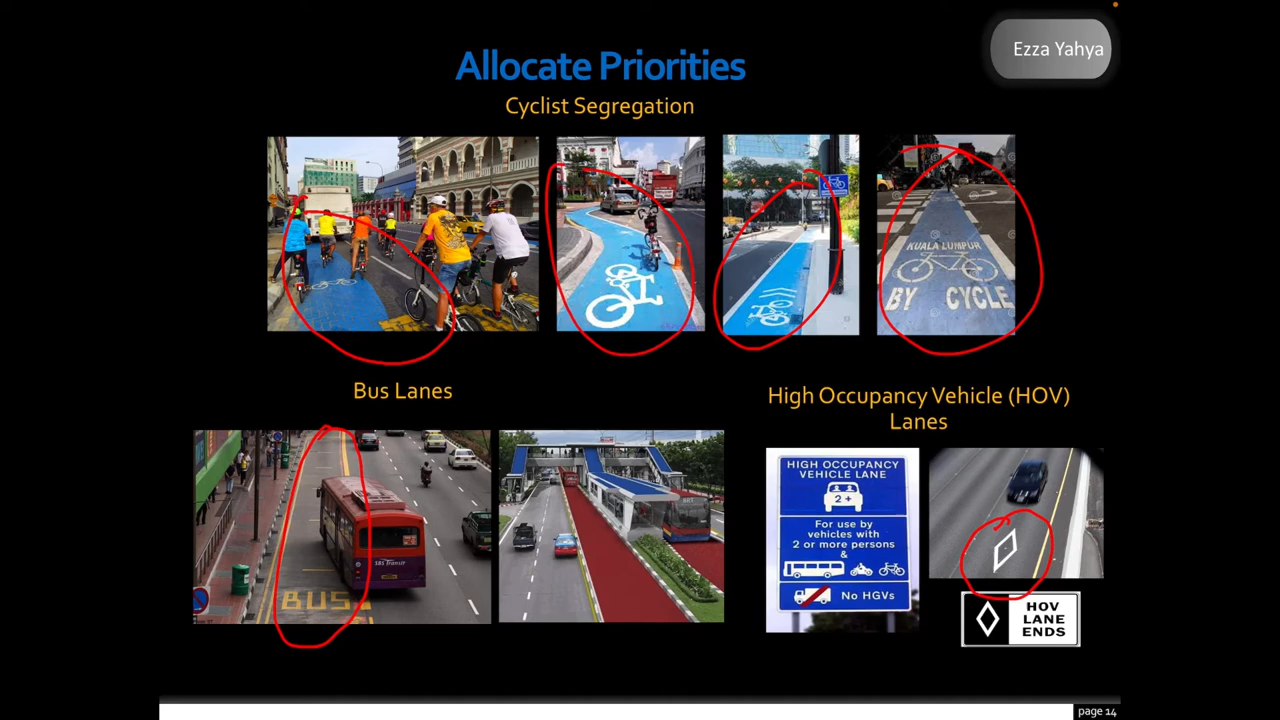 Ezza Yahya
Allocate Priorities
Cyclist Segregation
KUALA LUMPUR
BY CYCLE
Bus Lanes
High Occupancy Vehicle (HOV)
Lanes
BUS
SBS Transit
HIGH OCCUPANCY
VEHICLE LANE
2+
For use by
vehicles with
2 or more persons
&
No HGVs
HOV
LANE
ENDS
page 14